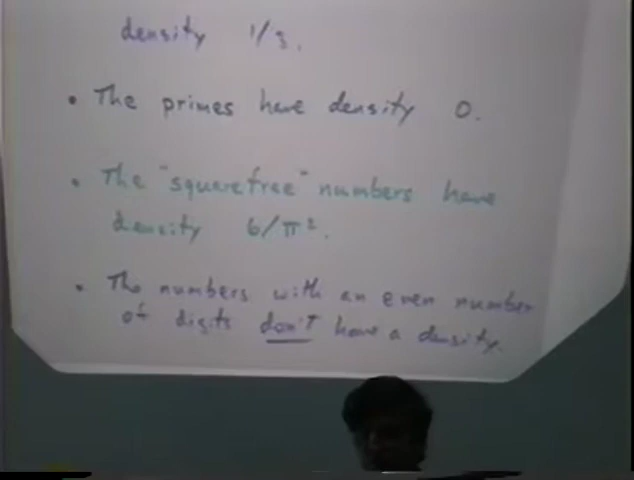 density 1/3.
• The primes have density 0.
• The "squarefree" numbers have
density 6/π².
• The numbers with an even number
of digits don't have a density.